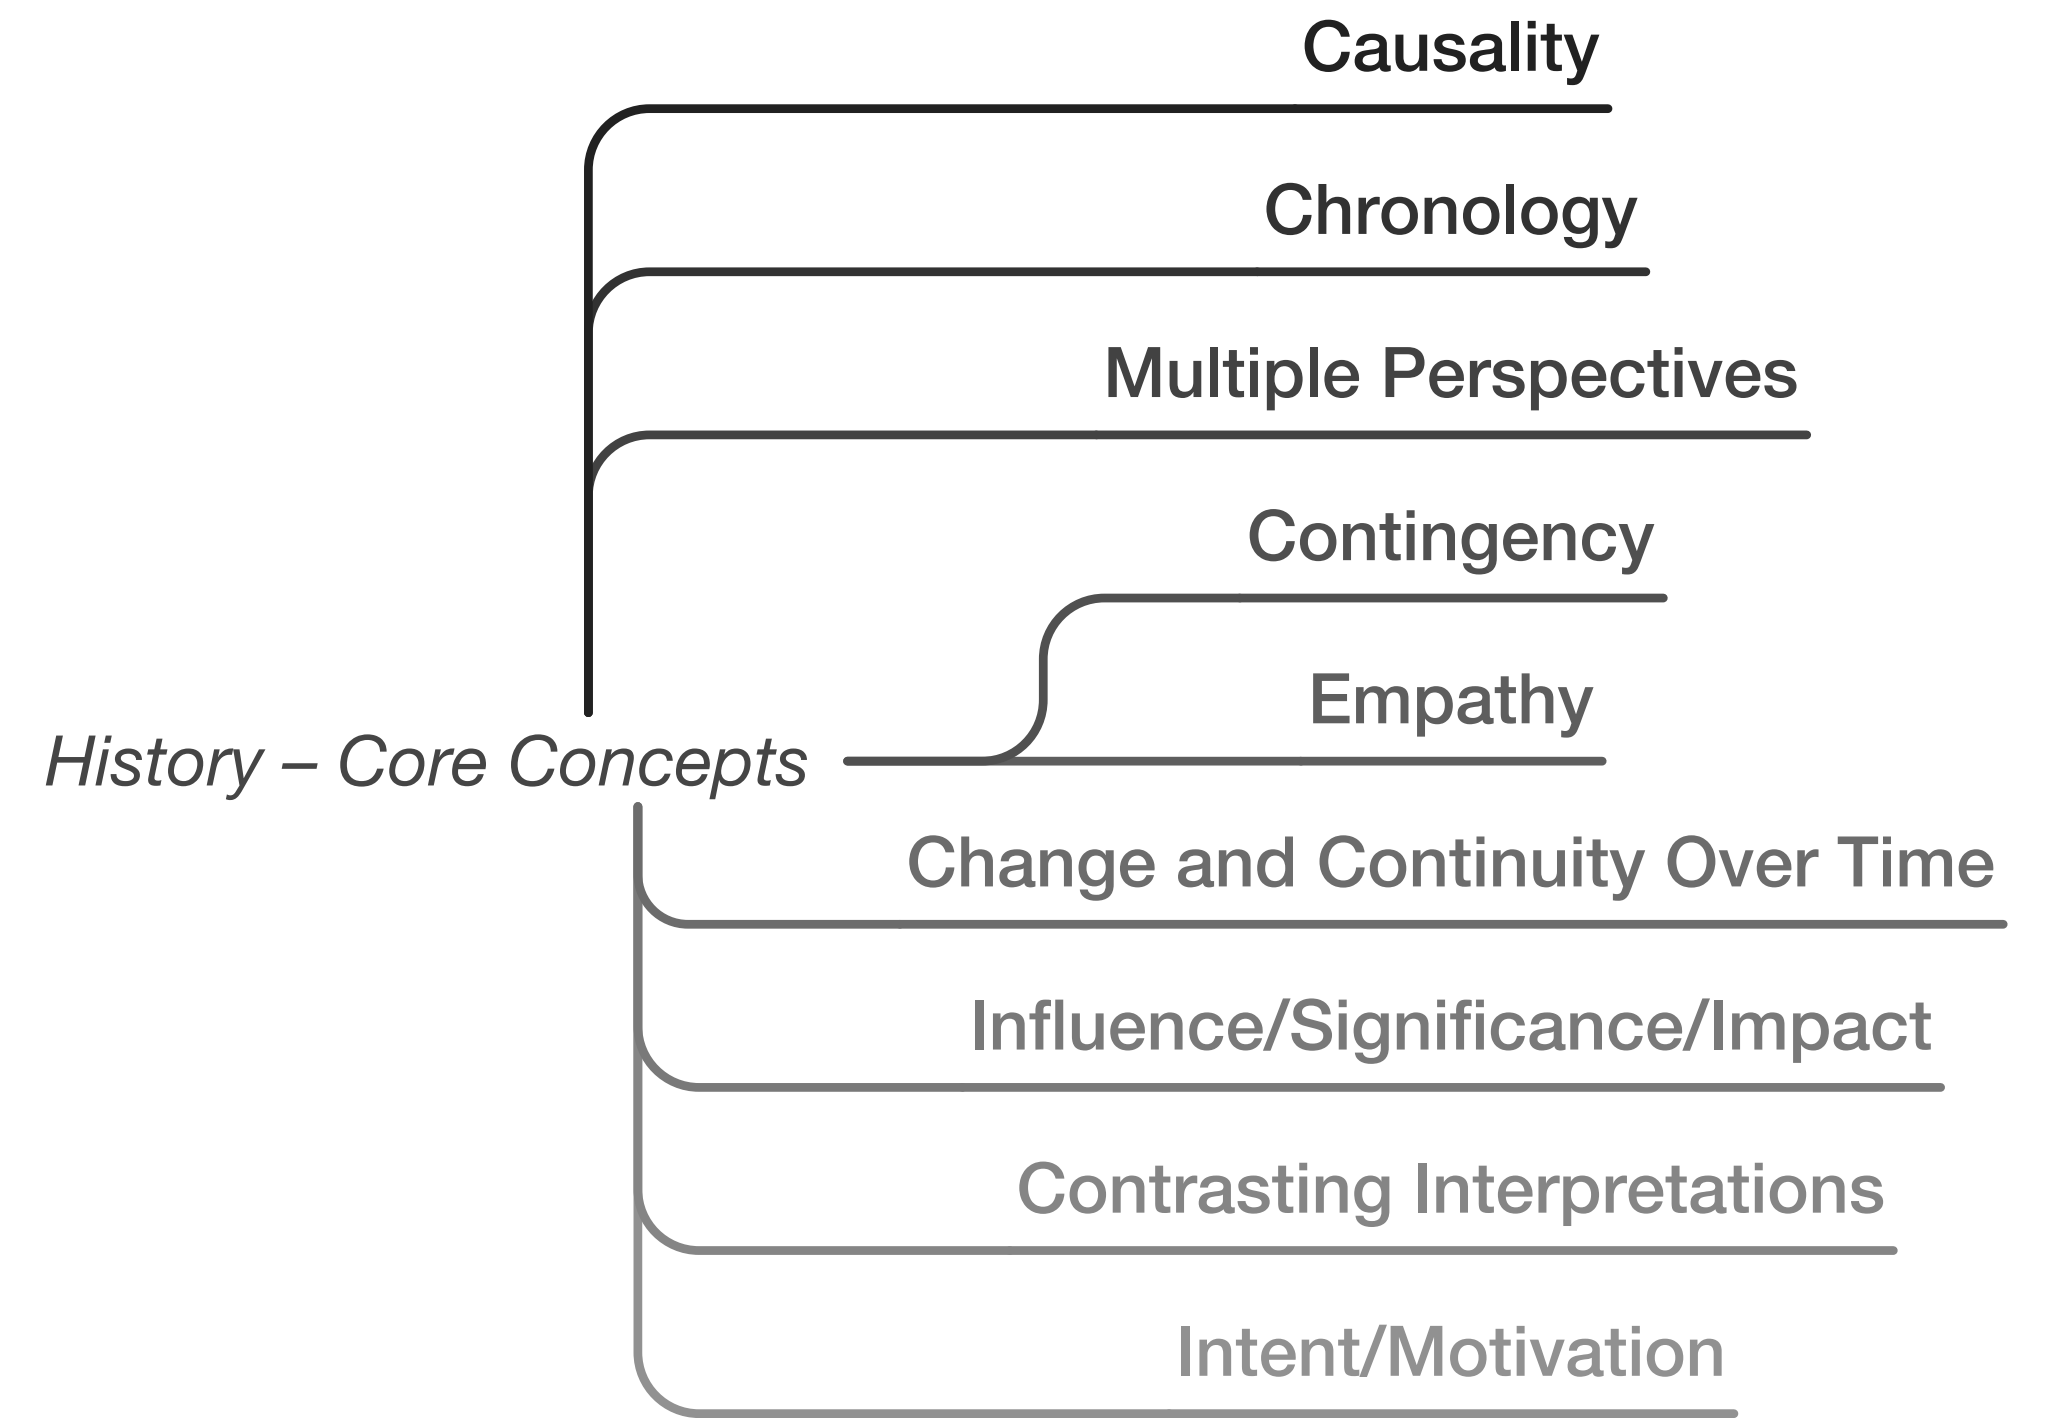 Causality
Chronology
Multiple Perspectives
Contingency
Empathy
History – Core Concepts
Change and Continuity Over Time
Influence/Significance/Impact
Contrasting Interpretations
Intent/Motivation